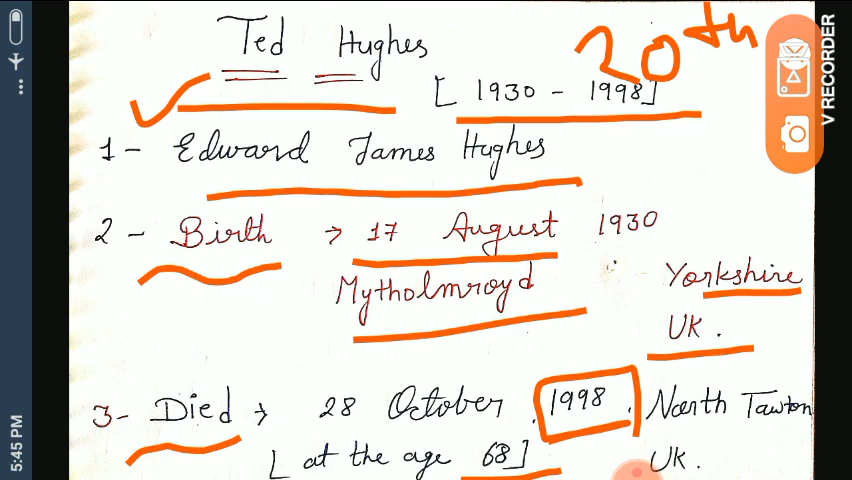 Ted Hughes
20th
[ 1930 - 1998]
1- Edward James Hughes
2 - Birth → 17 August 1930
Mytholmroyd Yorkshire
UK.
3- Died → 28 October, 1998. North Tawton
[ at the age 68] UK.
V RECORDER
5:45 PM